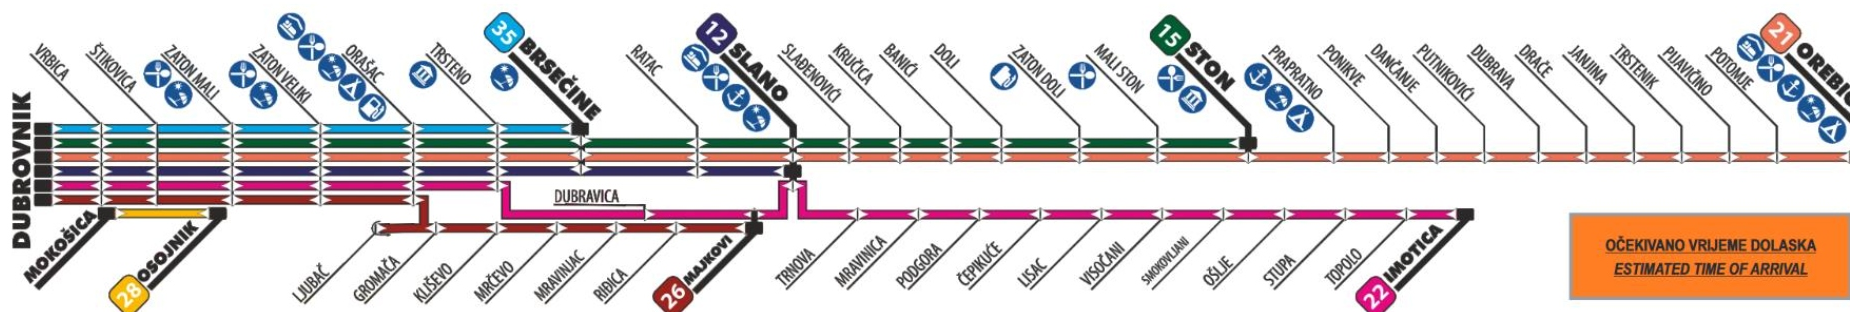 DUBROVNIK
VRBICA
ŠTIKOVICA
ZATON MALI
ZATON VELIKI
ORAŠAC
TRSTENO
35 BRSEČINE
RATAC
12 SLANO
SLAĐENOVIĆI
KRUČICA
BANIĆI
DOLI
ZATON DOLI
MALI STON
15 STON
PRAPRATNO
PONIKVE
DANČANJE
PUTNIKOVIĆI
DUBRAVA
DRAČE
JANJINA
TRSTENIK
PIJAVIČINO
POTOMJE
21 OREBIĆ
MOKOŠICA
28 OSOJNIK
LJUBAČ
GROMAČA
KLIŠEVO
MRČEVO
MRAVINJAC
RIĐICA
26 MAJKOVI
DUBRAVICA
TRNOVA
MRAVINICA
PODGORA
ČEPIKUĆE
LISAC
VISOČANI
SMOKOVLJANI
OŠLJE
STUPA
TOPOLO
22 IMOTICA
OČEKIVANO VRIJEME DOLASKA
ESTIMATED TIME OF ARRIVAL